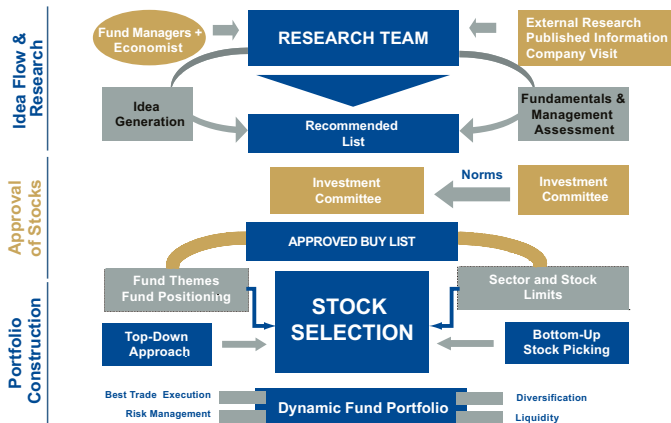 Idea Flow &
Research
Fund Managers +
Economist
RESEARCH TEAM
External Research
Published Information
Company Visit
Idea
Generation
Recommended
List
Fundamentals &
Management
Assessment
Approval
of Stocks
Investment
Committee
Norms
Investment
Committee
APPROVED BUY LIST
Fund Themes
Fund Positioning
Sector and Stock
Limits
Portfolio
Construction
STOCK
SELECTION
Top-Down
Approach
Bottom-Up
Stock Picking
Best Trade Execution
Risk Management
Dynamic Fund Portfolio
Diversification
Liquidity